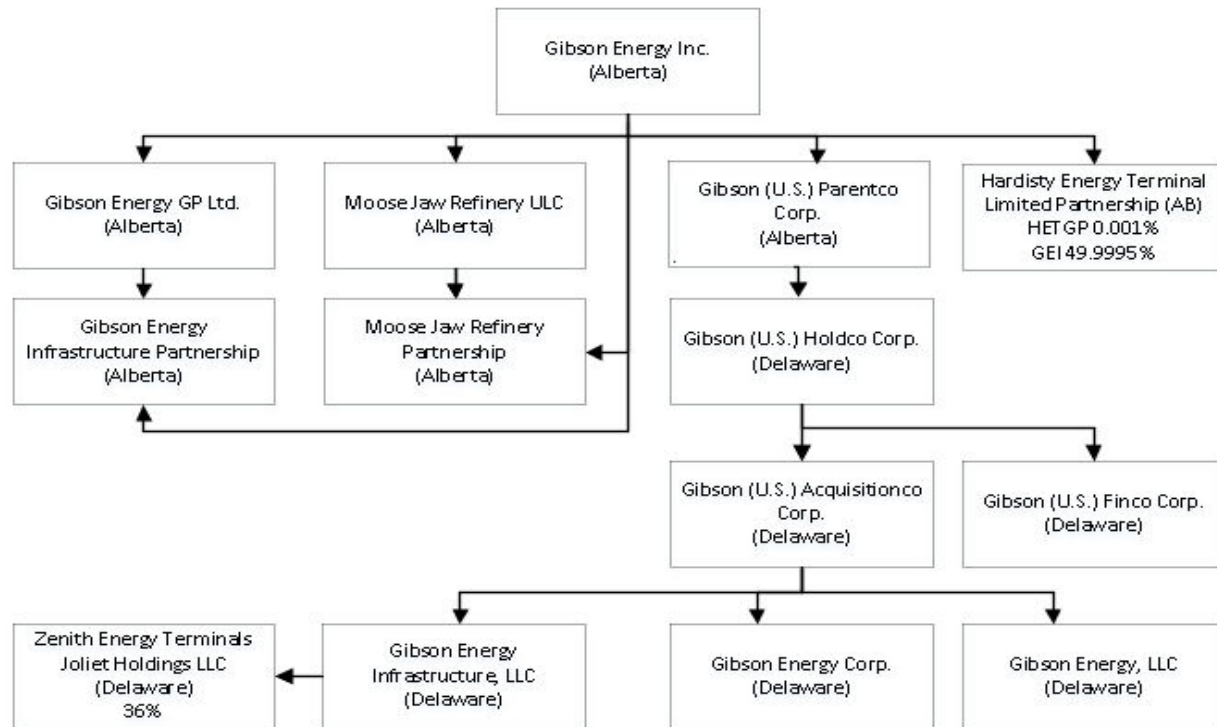 Gibson Energy Inc.
(Alberta)
Gibson Energy GP Ltd.
(Alberta)
Moose Jaw Refinery ULC
(Alberta)
Gibson (U.S.) Parentco
Corp.
(Alberta)
Hardisty Energy Terminal
Limited Partnership (AB)
HETGP 0.001%
GEI 49.9995%
Gibson Energy
Infrastructure Partnership
(Alberta)
Moose Jaw Refinery
Partnership
(Alberta)
Gibson (U.S.) Holdco Corp.
(Delaware)
Gibson (U.S.) Acquisitionco
Corp.
(Delaware)
Gibson (U.S.) Finco Corp.
(Delaware)
Zenith Energy Terminals
Joliet Holdings LLC
(Delaware)
36%
Gibson Energy
Infrastructure, LLC
(Delaware)
Gibson Energy Corp.
(Delaware)
Gibson Energy, LLC
(Delaware)